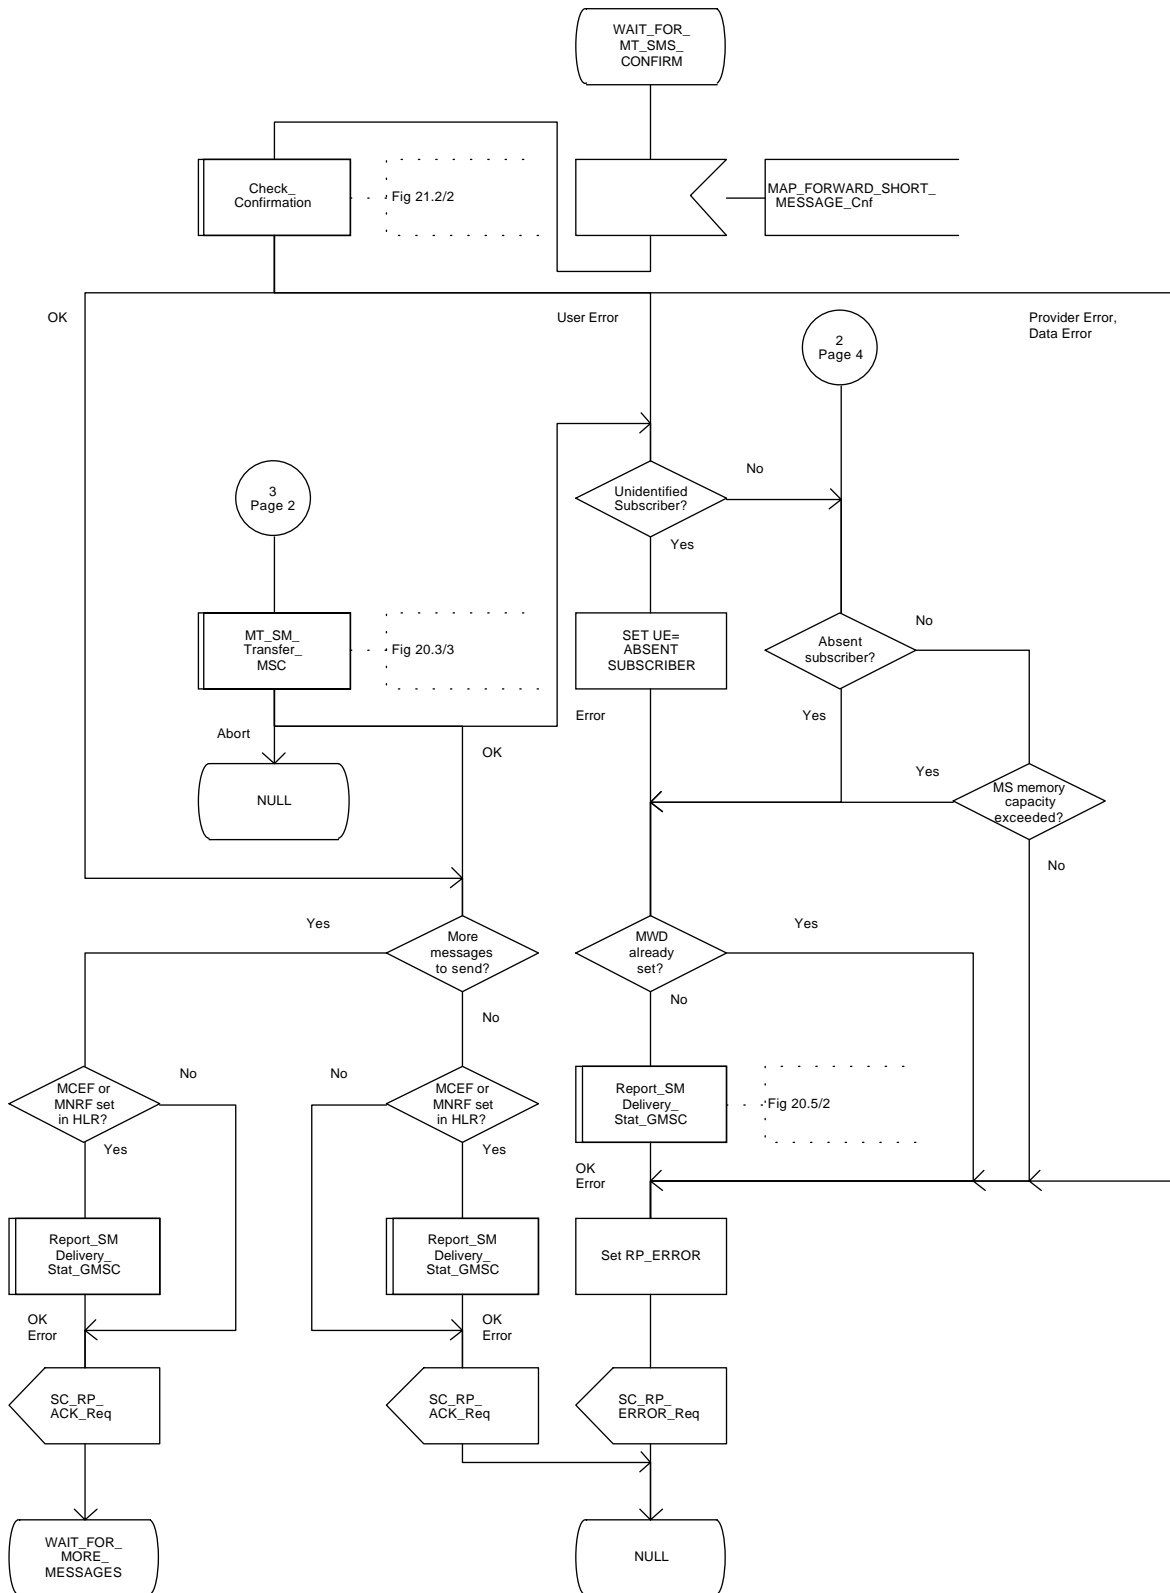 WAIT_FOR_
MT_SMS_
CONFIRM
Check_
Confirmation
Fig 21.2/2
MAP_FORWARD_SHORT_
MESSAGE_Cnf
OK
User Error
Provider Error,
Data Error
2
Page 4
3
Page 2
Unidentified
Subscriber?
No
Yes
MT_SM_
Transfer_
MSC
Fig 20.3/3
SET UE=
ABSENT
SUBSCRIBER
Absent
subscriber?
No
Abort
OK
Error
Yes
Yes
NULL
MS memory
capacity
exceeded?
No
Yes
More
messages
to send?
MWD
already
set?
Yes
No
No
MCEF or
MNRF set
in HLR?
No
Yes
No
MCEF or
MNRF set
in HLR?
Yes
Report_SM
Delivery_
Stat_GMSC
Fig 20.5/2
OK
Error
Report_SM
Delivery_
Stat_GMSC
Report_SM
Delivery_
Stat_GMSC
Set RP_ERROR
OK
Error
OK
Error
SC_RP_
ACK_Req
SC_RP_
ACK_Req
SC_RP_
ERROR_Req
WAIT_FOR_
MORE_
MESSAGES
NULL